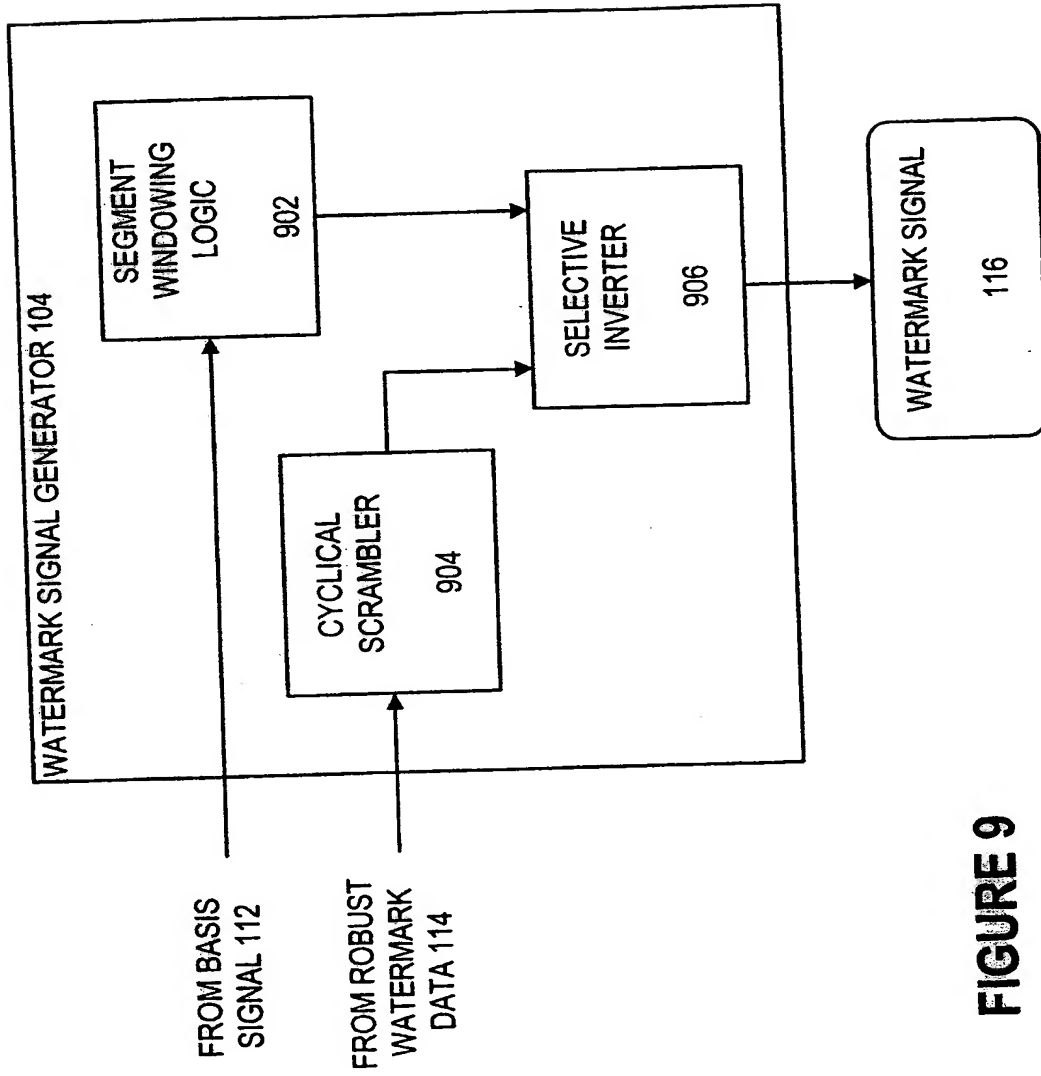 WATERMARK SIGNAL GENERATOR 104
SEGMENT
WINDOWING
LOGIC
902
CYCLICAL
SCRAMBLER
904
SELECTIVE
INVERTER
906
FROM BASIS
SIGNAL 112
FROM ROBUST
WATERMARK
DATA 114
WATERMARK SIGNAL
116
FIGURE 9